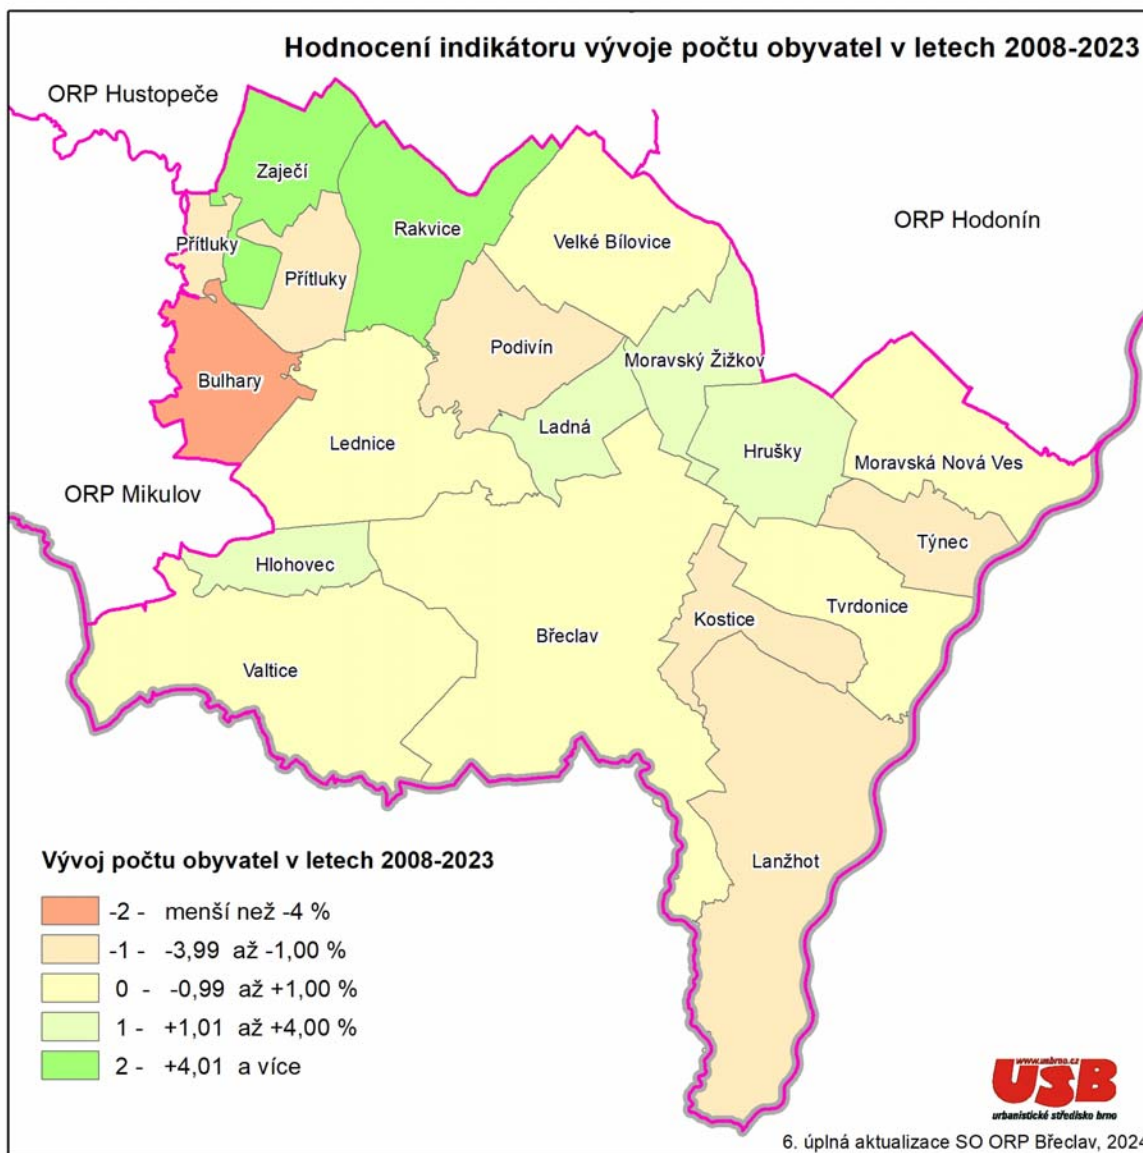 Hodnocení indikátoru vývoje počtu obyvatel v letech 2008-2023
ORP Hustopeče
Zaječí
Rakvice
ORP Hodonín
Přítluky
Velké Bílovice
Přítluky
Podivín
Moravský Žižkov
Bulhary
Ladná
Lednice
Hrušky
Moravská Nová Ves
ORP Mikulov
Týnec
Hlohovec
Tvrdonice
Kostice
Břeclav
Valtice
Lanžhot
Vývoj počtu obyvatel v letech 2008-2023
-2 - menší než -4 %
-1 - -3,99 až -1,00 %
0 - -0,99 až +1,00 %
1 - +1,01 až +4,00 %
2 - +4,01 a více
www.usbrno.cz
USB
urbanistické středisko brno
6. úplná aktualizace SO ORP Břeclav, 2024